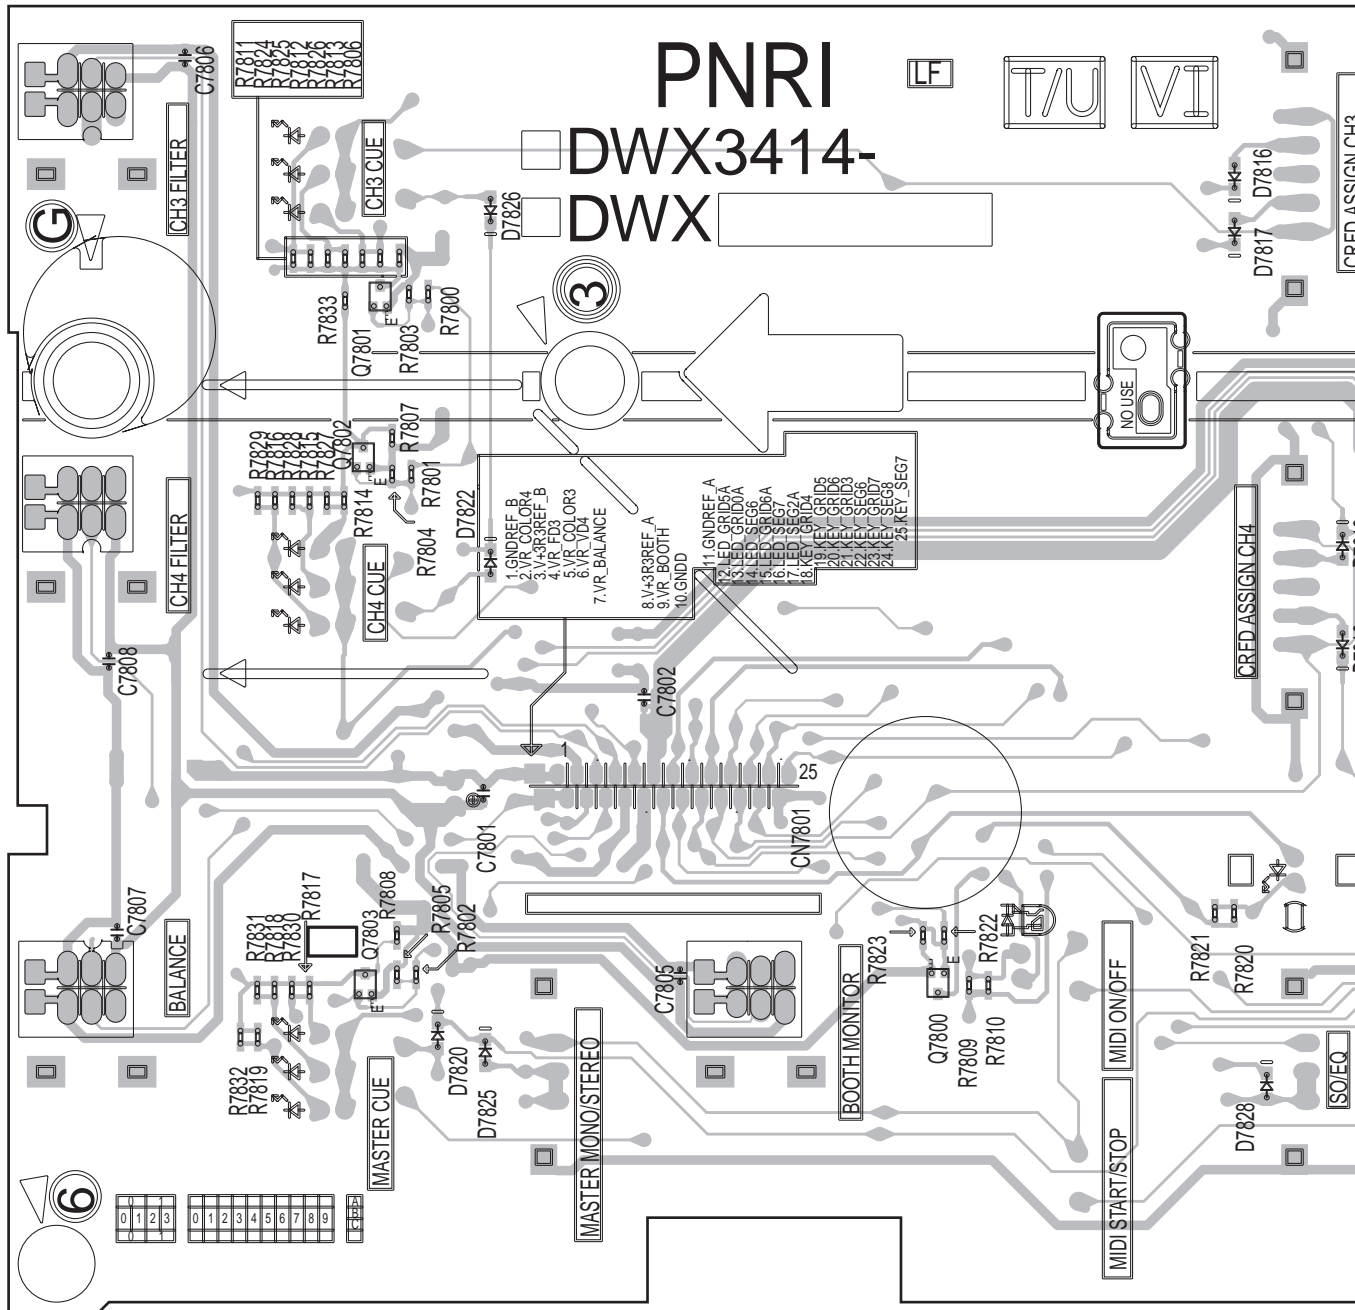 PNRI
LF
T/U
VI
DWX3414-
DWX
C7806
R7811
R7824
R7825
R7812
R7826
R7813
R7806
CH3 FILTER
CH3 CUE
D7826
D7816
D7817
CRED ASSIGN CH3
G
3
R7833
Q7801
E
R7803
R7800
NO USE
R7829
R7816
R7828
R7815
R7827
Q7802
R7807
R7814
E
R7804
R7801
D7822
CH4 FILTER
CH4 CUE
1.GNDREF_B
2.VR_COLOR4
3.V+3R3REF_B
4.VR_FD3
5.VR_COLOR3
6.VR_VD4
7.VR_BALANCE
8.V+3R3REF_A
9.VR_BOOTH
10.GNDD
11.GNDREF_A
12.LED_GRID5A
13.LED_GRID0A
14.LED_SEG6
15.LED_GRID6A
16.LED_SEG7
17.LED_SEG2A
18.KEY_GRID4
19.KEY_GRID5
20.KEY_GRID6
21.KEY_GRID3
22.KEY_SEG6
23.KEY_GRID7
24.KEY_SEG8
25.KEY_SEG7
CRED ASSIGN CH4
C7808
C7802
1
25
C7801
CN7801
C7807
BALANCE
R7831
R7818
R7830
R7817
Q7803
E
R7808
R7805
R7802
R7832
R7819
MASTER CUE
D7820
D7825
MASTER MONO/STEREO
C7805
BOOTH MONITOR
R7823
R7822
Q7800
E
R7809
R7810
MIDI ON/OFF
MIDI START/STOP
R7821
R7820
D7828
SO/EQ
6
0 1 2 3
0 1 2 3 4 5 6 7 8 9
A
B
C